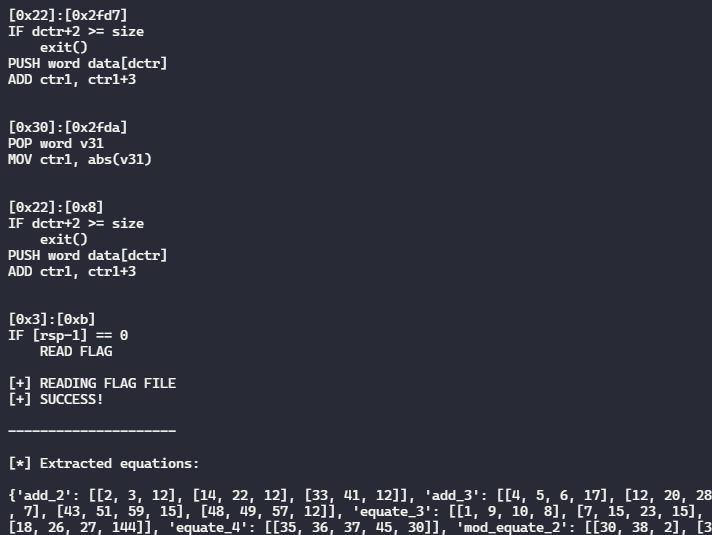 [0x22]:[0x2fd7]
IF dctr+2 >= size
exit()
PUSH word data[dctr]
ADD ctr1, ctr1+3
[0x30]:[0x2fda]
POP word v31
MOV ctr1, abs(v31)
[0x22]:[0x8]
IF dctr+2 >= size
exit()
PUSH word data[dctr]
ADD ctr1, ctr1+3
[0x3]:[0xb]
IF [rsp-1] == 0
READ FLAG
[+] READING FLAG FILE
[+] SUCCESS!
_____________________
[*] Extracted equations:
{'add_2': [[2, 3, 12], [14, 22, 12], [33, 41, 12]], 'add_3': [[4, 5, 6, 17], [12, 20, 28
, 7], [43, 51, 59, 15], [48, 49, 57, 12]], 'equate_3': [[1, 9, 10, 8], [7, 15, 23, 15],
[18, 26, 27, 144]], 'equate_4': [[35, 36, 37, 45, 30]], 'mod_equate_2': [[30, 38, 2], [3